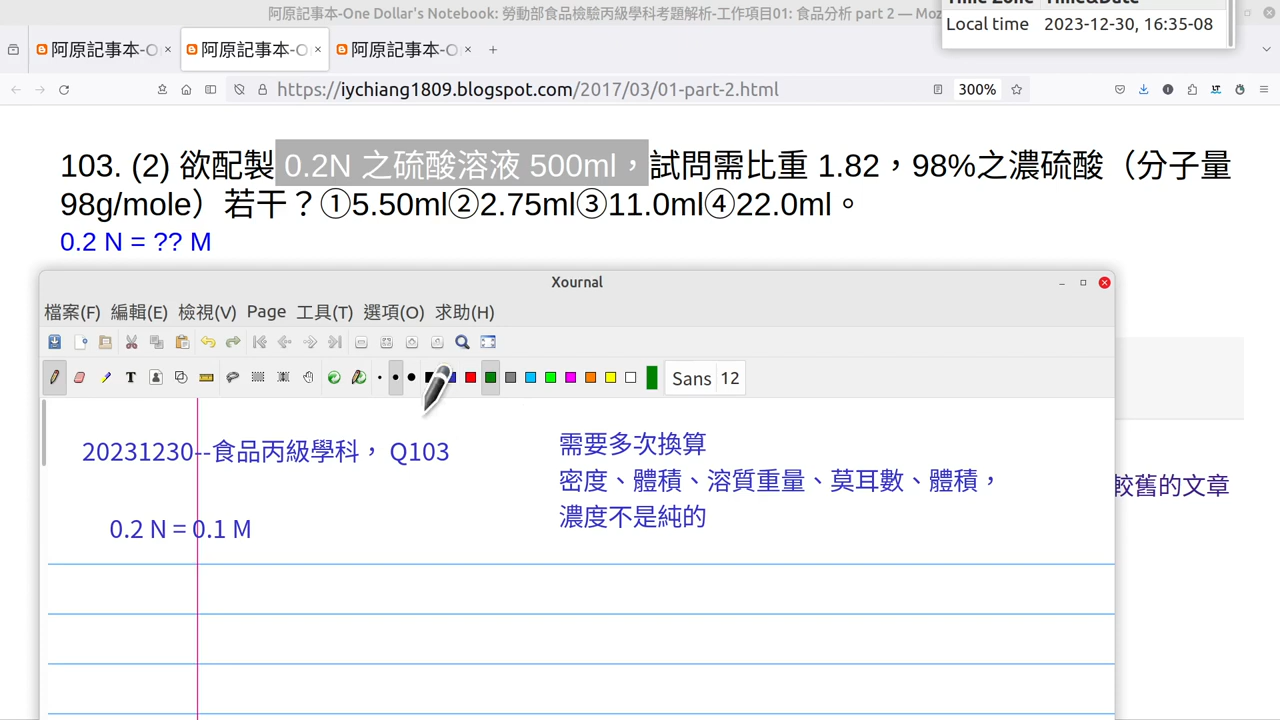 阿原記事本-One Dollar's Notebook: 勞動部食品檢驗丙級學科考題解析-工作項目01: 食品分析 part 2 — Moz
Time Zone Time&Date
Local time 2023-12-30, 16:35-08
阿原記事本-O × 阿原記事本-O × 阿原記事本-O × +
https://iychiang1809.blogspot.com/2017/03/01-part-2.html 300%
103. (2) 欲配製 0.2N 之硫酸溶液 500ml，試問需比重 1.82，98%之濃硫酸（分子量
98g/mole）若干？①5.50ml②2.75ml③11.0ml④22.0ml。
0.2 N = ?? M
Xournal
檔案(F) 編輯(E) 檢視(V) Page 工具(T) 選項(O) 求助(H)
Sans 12
20231230--食品丙級學科， Q103
0.2 N = 0.1 M
需要多次換算
密度、體積、溶質重量、莫耳數、體積，
濃度不是純的
較舊的文章